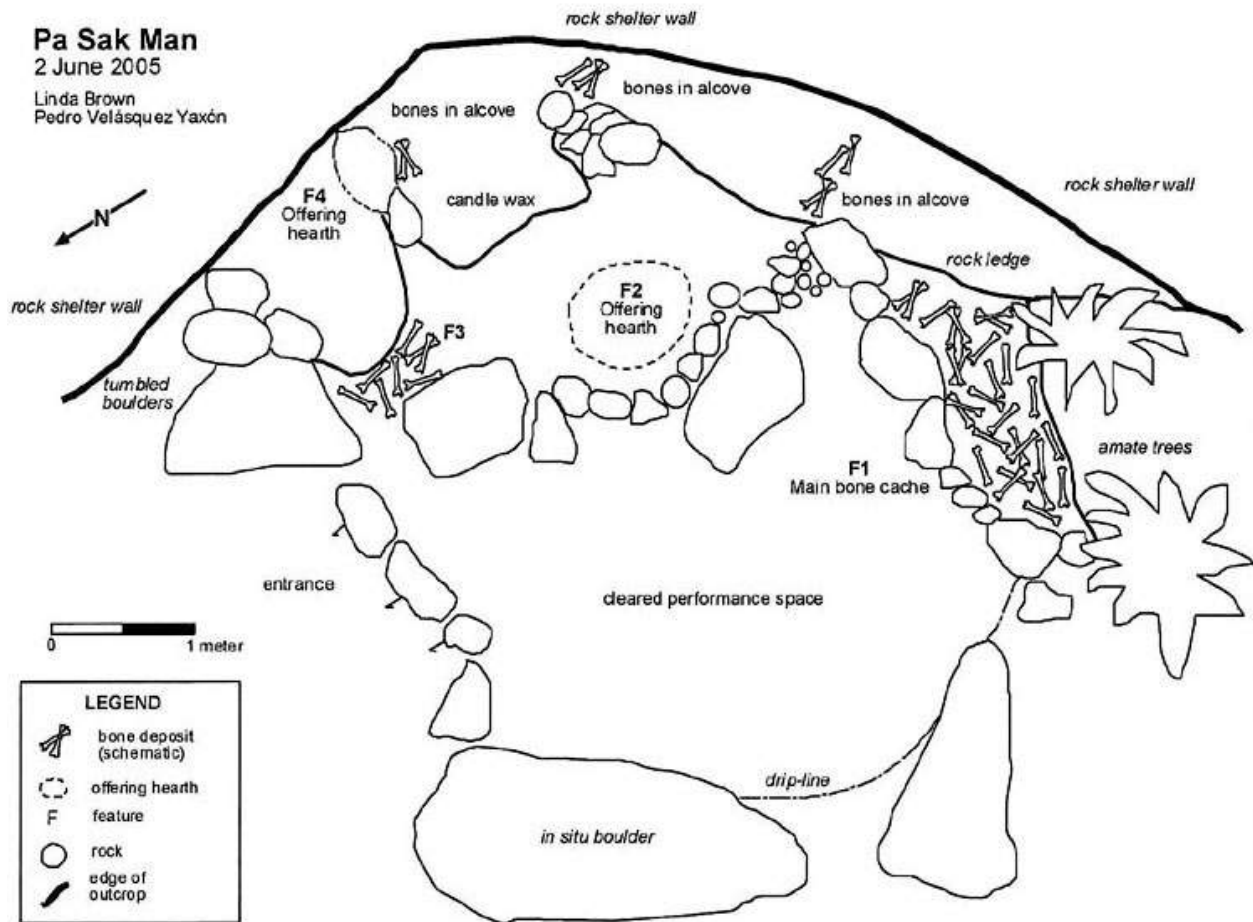 Pa Sak Man
2 June 2005
Linda Brown
Pedro Velásquez Yaxón
rock shelter wall
bones in alcove
bones in alcove
N
F4
Offering
hearth
candle wax
bones in alcove
rock shelter wall
rock shelter wall
F2
Offering
hearth
rock ledge
F3
tumbled
boulders
F1
Main bone cache
amate trees
entrance
cleared performance space
0
1 meter
drip-line
in situ boulder
LEGEND
bone deposit
(schematic)
offering hearth
F
feature
rock
edge of
outcrop